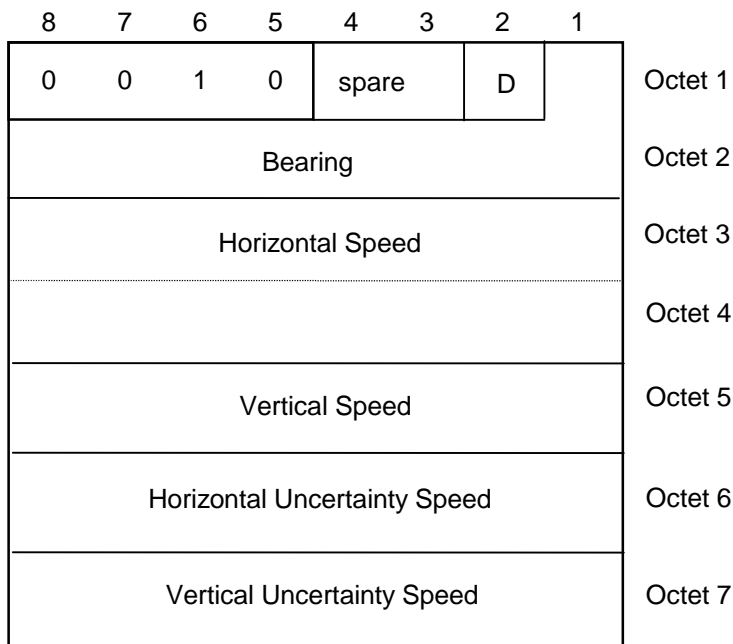 8 7 6 5 4 3 2 1
0 0 1 0 spare D Octet 1
Bearing Octet 2
Horizontal Speed Octet 3
Octet 4
Vertical Speed Octet 5
Horizontal Uncertainty Speed Octet 6
Vertical Uncertainty Speed Octet 7